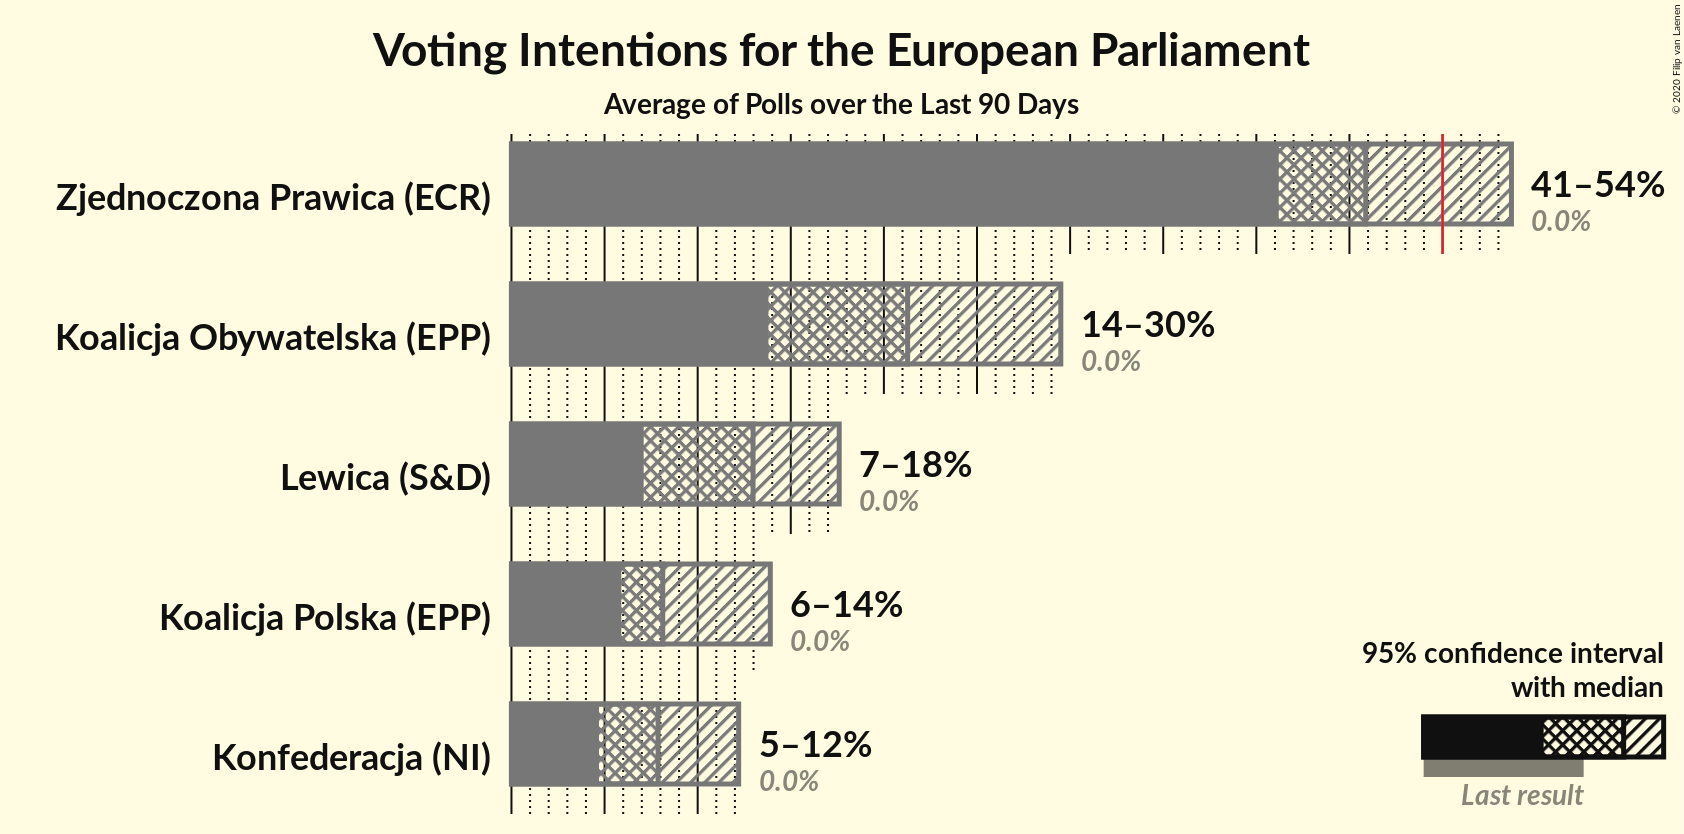 Voting Intentions for the European Parliament
Average of Polls over the Last 90 Days
© 2020 Filip van Laenen
Zjednoczona Prawica (ECR)
41–54%
0.0%
Koalicja Obywatelska (EPP)
14–30%
0.0%
Lewica (S&D)
7–18%
0.0%
Koalicja Polska (EPP)
6–14%
0.0%
Konfederacja (NI)
5–12%
0.0%
95% confidence interval
with median
Last result